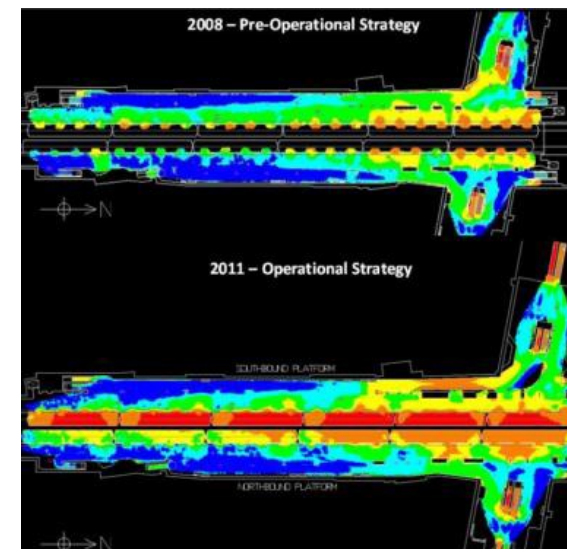 2008 – Pre-Operational Strategy
N
2011 – Operational Strategy
SOUTHBOUND PLATFORM
NORTHBOUND PLATFORM
N